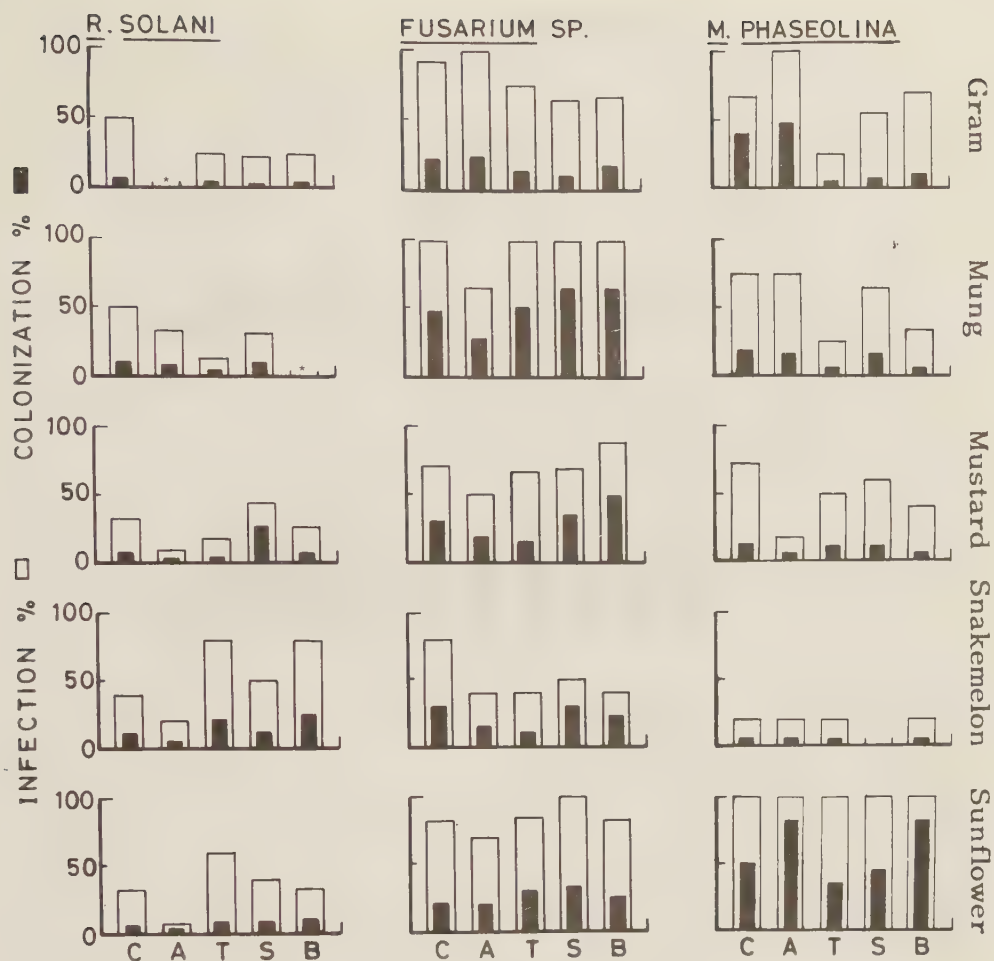 R. SOLANI
FUSARIUM SP.
M. PHASEOLINA
INFECTION % □ COLONIZATION % ■
100
50
0
*
Gram
100
50
0
*
Mung
100
50
0
Mustard
100
50
0
Snakemelon
100
50
0
Sunflower
C A T S B
C A T S B
C A T S B